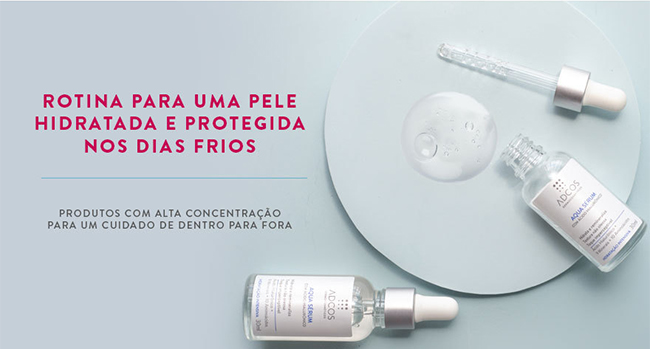 ROTINA PARA UMA PELE
HIDRATADA E PROTEGIDA
NOS DIAS FRIOS
PRODUTOS COM ALTA CONCENTRAÇÃO
PARA UM CUIDADO DE DENTRO PARA FORA
ADCOS
AQUA SERUM
ADCOS
AQUA SERUM
30ml